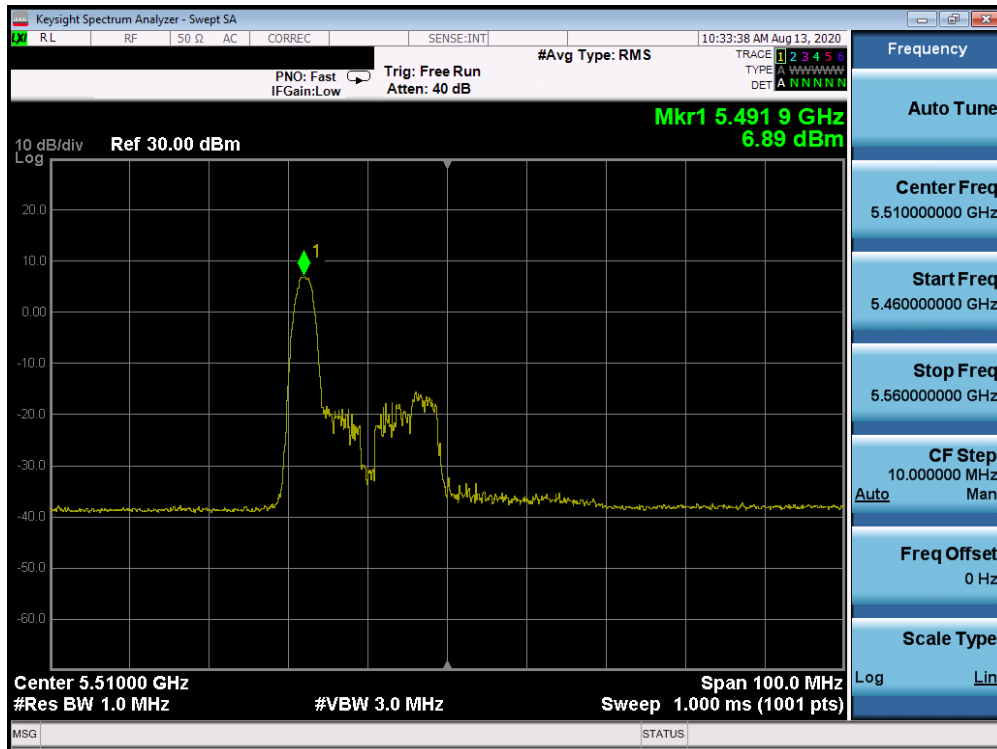 Keysight Spectrum Analyzer - Swept SA
LXI RL RF 50 Ω AC CORREC SENSE:INT 10:33:38 AM Aug 13, 2020
PNO: Fast
IFGain:Low
Trig: Free Run
Atten: 40 dB
#Avg Type: RMS
TRACE 1 2 3 4 5 6
TYPE A WWWWW
DET A N N N N N
Mkr1 5.491 9 GHz
6.89 dBm
10 dB/div
Log
Ref 30.00 dBm
20.0
10.0
0.00
-10.0
-20.0
-30.0
-40.0
-50.0
-60.0
1
Center 5.51000 GHz
#Res BW 1.0 MHz
#VBW 3.0 MHz
Span 100.0 MHz
Sweep 1.000 ms (1001 pts)
MSG
STATUS
Frequency
Auto Tune
Center Freq
5.510000000 GHz
Start Freq
5.460000000 GHz
Stop Freq
5.560000000 GHz
CF Step
10.000000 MHz
Auto Man
Freq Offset
0 Hz
Scale Type
Log Lin